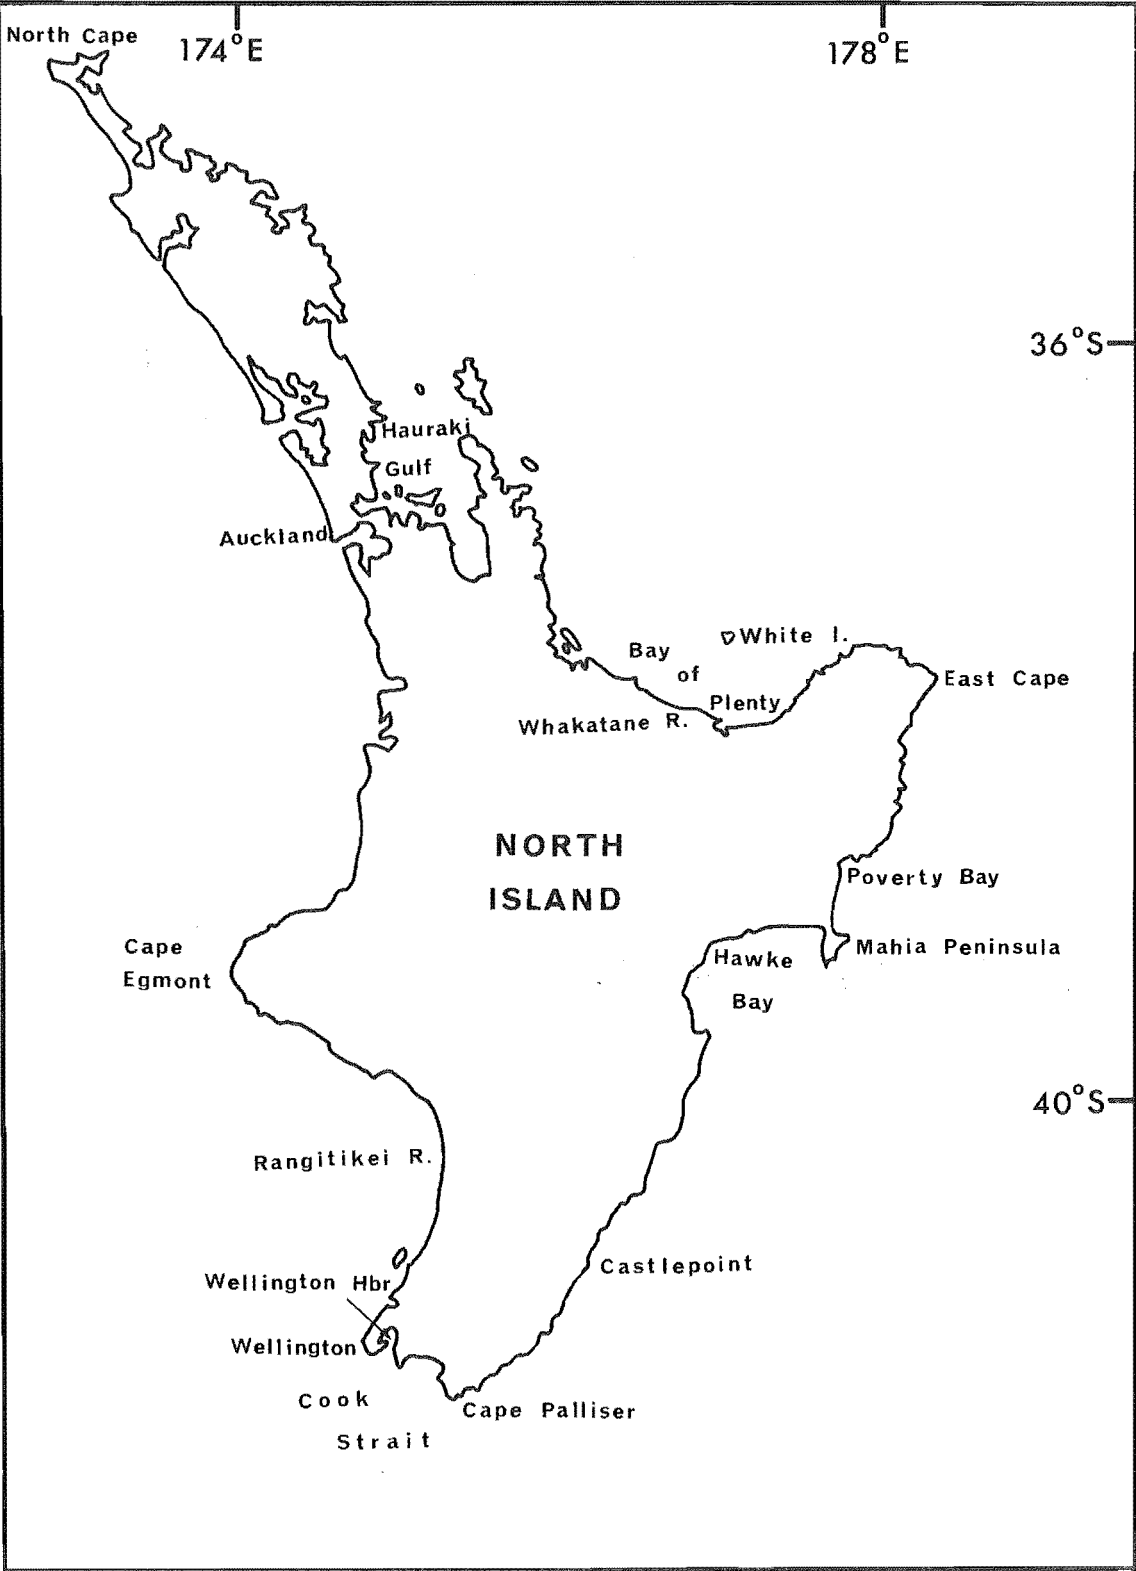 North Cape
174°E
178°E
36°S
Hauraki
Gulf
Auckland
White I.
Bay
of
Plenty
East Cape
Whakatane R.
NORTH
ISLAND
Poverty Bay
Cape
Egmont
Mahia Peninsula
Hawke
Bay
40°S
Rangitikei R.
Castlepoint
Wellington Hbr
Wellington
Cook
Strait
Cape Palliser